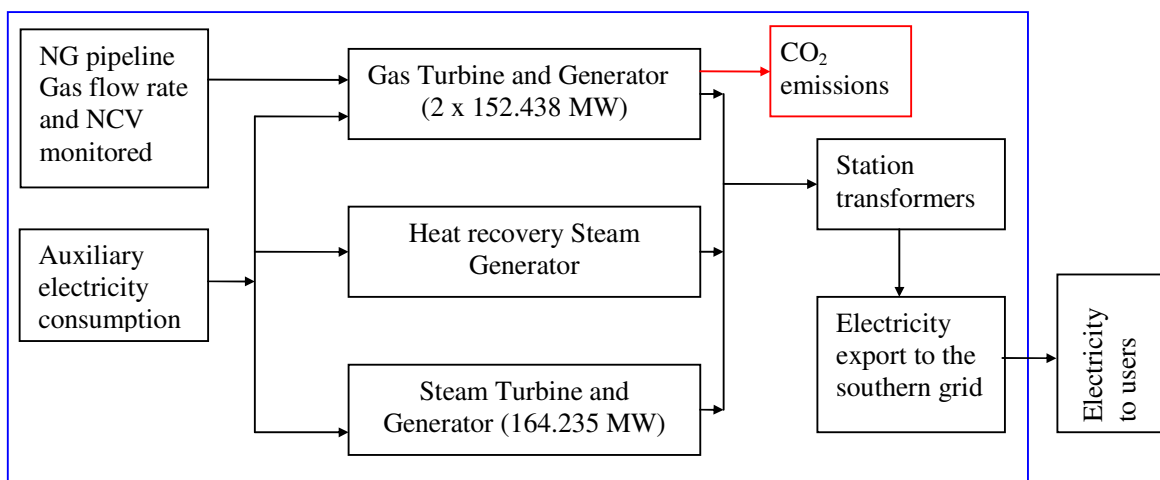 NG pipeline
Gas flow rate
and NCV
monitored
Gas Turbine and Generator
(2 x 152.438 MW)
CO₂
emissions
Station
transformers
Auxiliary
electricity
consumption
Heat recovery Steam
Generator
Electricity
export to the
southern grid
Electricity
to users
Steam Turbine and
Generator (164.235 MW)